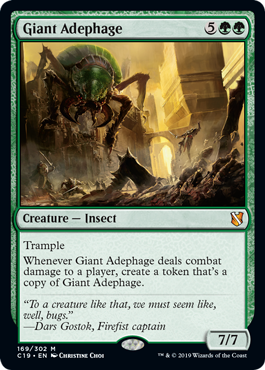 Giant Adephage 5
Creature — Insect
Trample
Whenever Giant Adephage deals combat
damage to a player, create a token that's a
copy of Giant Adephage.
“To a creature like that, we must seem like,
well, bugs.”
—Dars Gostok, Firefist captain
7/7
169/302 M
C19 • EN CHRISTINE CHOI
™ & © 2019 Wizards of the Coast